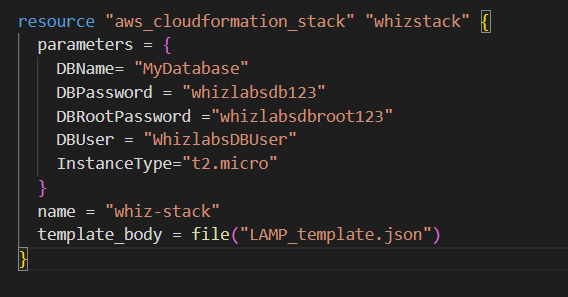 resource "aws_cloudformation_stack" "whizstack" {
parameters = {
DBName= "MyDatabase"
DBPassword = "whizlabsdb123"
DBRootPassword ="whizlabsdbroot123"
DBUser = "WhizlabsDBUser"
InstanceType="t2.micro"
}
name = "whiz-stack"
template_body = file("LAMP_template.json")
}